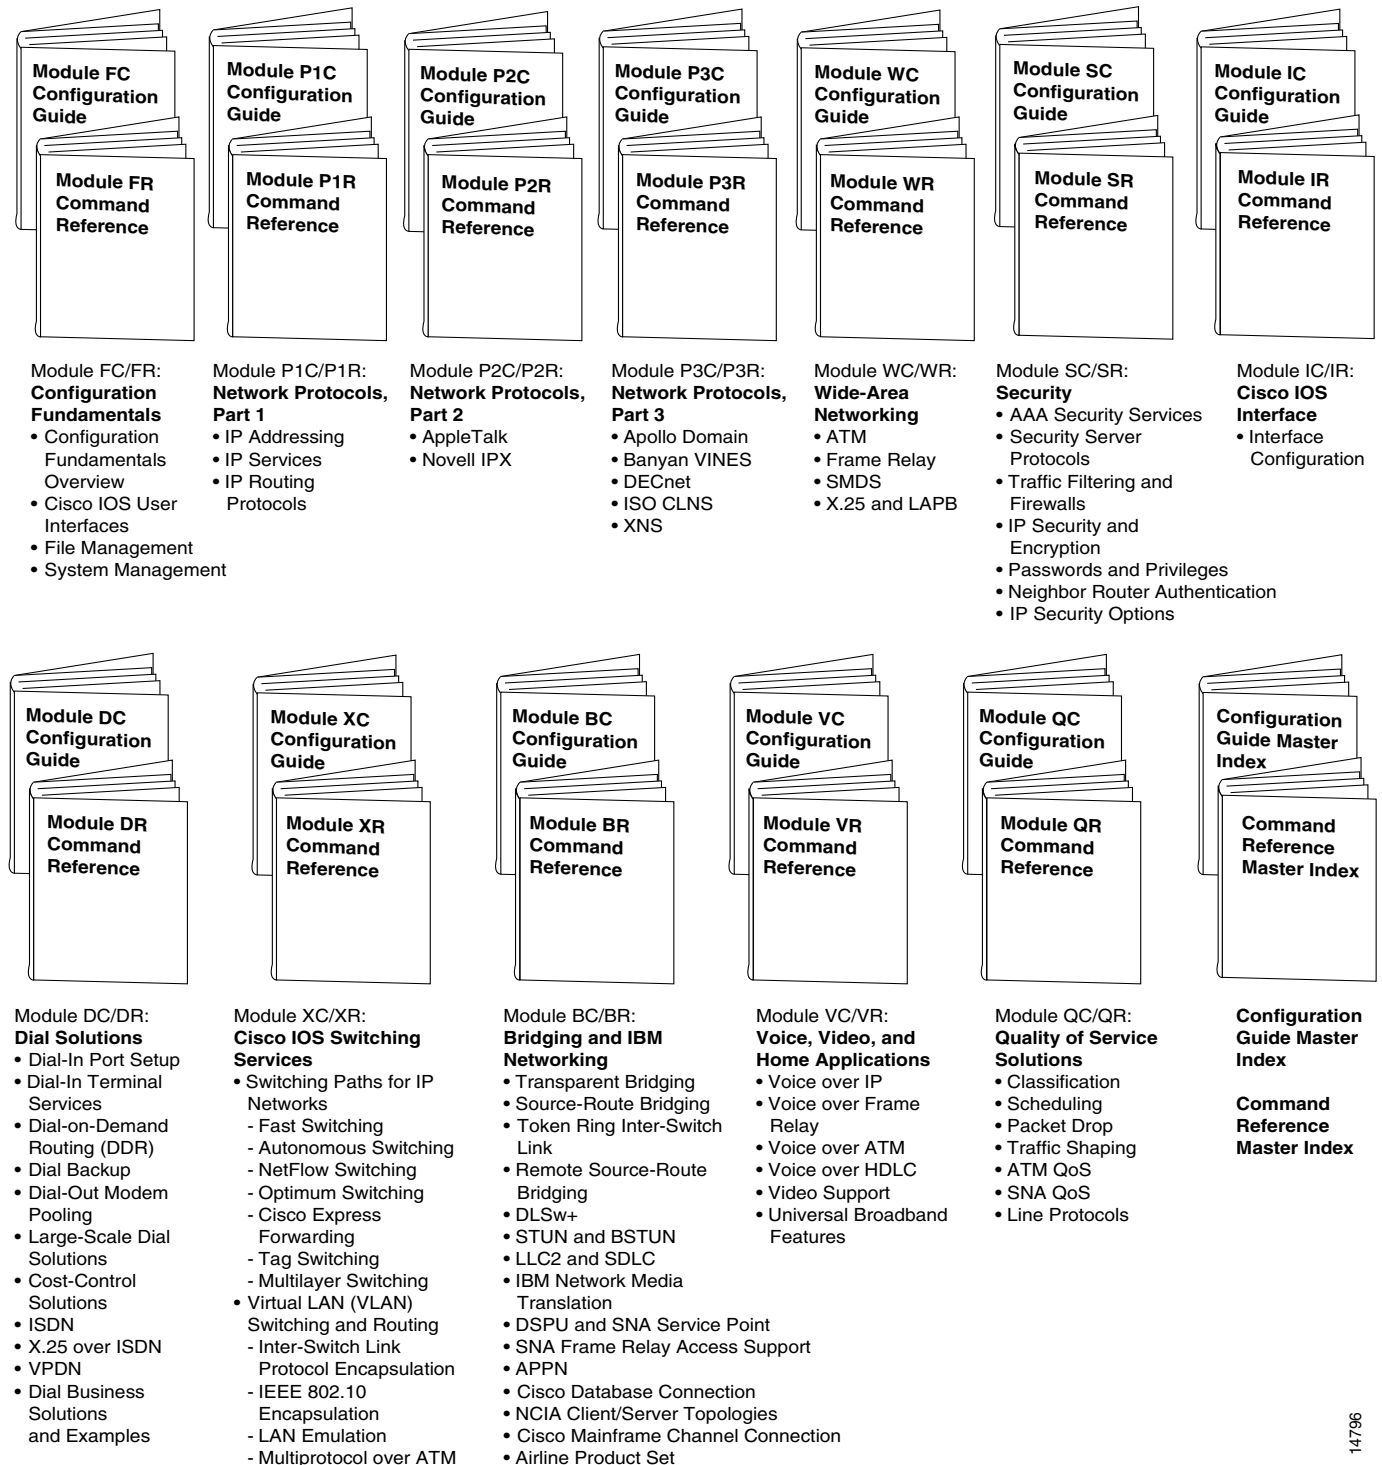 Module FC
Configuration
Guide
Module FR
Command
Reference
Module P1C
Configuration
Guide
Module P1R
Command
Reference
Module P2C
Configuration
Guide
Module P2R
Command
Reference
Module P3C
Configuration
Guide
Module P3R
Command
Reference
Module WC
Configuration
Guide
Module WR
Command
Reference
Module SC
Configuration
Guide
Module SR
Command
Reference
Module IC
Configuration
Guide
Module IR
Command
Reference
Module FC/FR:
Configuration
Fundamentals
• Configuration
Fundamentals
Overview
• Cisco IOS User
Interfaces
• File Management
• System Management
Module P1C/P1R:
Network Protocols,
Part 1
• IP Addressing
• IP Services
• IP Routing
Protocols
Module P2C/P2R:
Network Protocols,
Part 2
• AppleTalk
• Novell IPX
Module P3C/P3R:
Network Protocols,
Part 3
• Apollo Domain
• Banyan VINES
• DECnet
• ISO CLNS
• XNS
Module WC/WR:
Wide-Area
Networking
• ATM
• Frame Relay
• SMDS
• X.25 and LAPB
Module SC/SR:
Security
• AAA Security Services
• Security Server
Protocols
• Traffic Filtering and
Firewalls
• IP Security and
Encryption
• Passwords and Privileges
• Neighbor Router Authentication
• IP Security Options
Module IC/IR:
Cisco IOS
Interface
• Interface
Configuration
Module DC
Configuration
Guide
Module DR
Command
Reference
Module XC
Configuration
Guide
Module XR
Command
Reference
Module BC
Configuration
Guide
Module BR
Command
Reference
Module VC
Configuration
Guide
Module VR
Command
Reference
Module QC
Configuration
Guide
Module QR
Command
Reference
Configuration
Guide Master
Index
Command
Reference
Master Index
Module DC/DR:
Dial Solutions
• Dial-In Port Setup
• Dial-In Terminal
Services
• Dial-on-Demand
Routing (DDR)
• Dial Backup
• Dial-Out Modem
Pooling
• Large-Scale Dial
Solutions
• Cost-Control
Solutions
• ISDN
• X.25 over ISDN
• VPDN
• Dial Business
Solutions
and Examples
Module XC/XR:
Cisco IOS Switching
Services
• Switching Paths for IP
Networks
- Fast Switching
- Autonomous Switching
- NetFlow Switching
- Optimum Switching
- Cisco Express
Forwarding
- Tag Switching
- Multilayer Switching
• Virtual LAN (VLAN)
Switching and Routing
- Inter-Switch Link
Protocol Encapsulation
- IEEE 802.10
Encapsulation
- LAN Emulation
- Multiprotocol over ATM
Module BC/BR:
Bridging and IBM
Networking
• Transparent Bridging
• Source-Route Bridging
• Token Ring Inter-Switch
Link
• Remote Source-Route
Bridging
• DLSw+
• STUN and BSTUN
• LLC2 and SDLC
• IBM Network Media
Translation
• DSPU and SNA Service Point
• SNA Frame Relay Access Support
• APPN
• Cisco Database Connection
• NCIA Client/Server Topologies
• Cisco Mainframe Channel Connection
• Airline Product Set
Module VC/VR:
Voice, Video, and
Home Applications
• Voice over IP
• Voice over Frame
Relay
• Voice over ATM
• Voice over HDLC
• Video Support
• Universal Broadband
Features
Module QC/QR:
Quality of Service
Solutions
• Classification
• Scheduling
• Packet Drop
• Traffic Shaping
• ATM QoS
• SNA QoS
• Line Protocols
Configuration
Guide Master
Index
Command
Reference
Master Index
14796